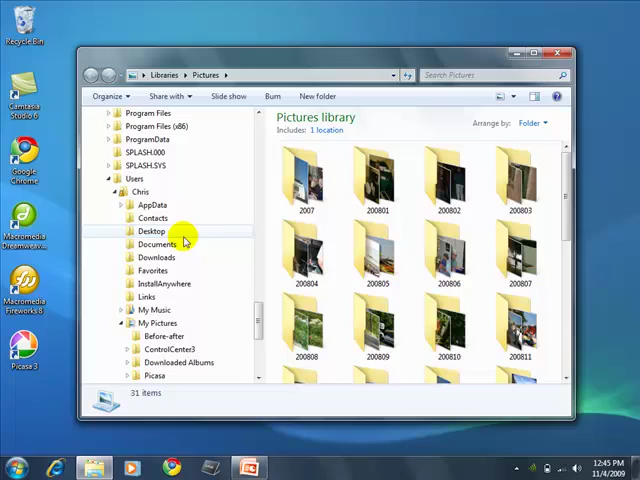 Recycle Bin
Camtasia
Studio 6
Google
Chrome
Macromedia
Dreamweav...
Macromedia
Fireworks 8
Picasa 3
Libraries
Pictures
Search Pictures
Organize
Share with
Slide show
Burn
New folder
Program Files
Program Files (x86)
ProgramData
SPLASH.000
SPLASH.SYS
Users
Chris
AppData
Contacts
Desktop
Documents
Downloads
Favorites
InstallAnywhere
Links
My Music
My Pictures
Before-after
ControlCenter3
Downloaded Albums
Picasa
Pictures library
Includes: 1 location
Arrange by: Folder
2007
200801
200802
200803
200804
200805
200806
200807
200808
200809
200810
200811
31 items
12:45 PM
11/4/2009